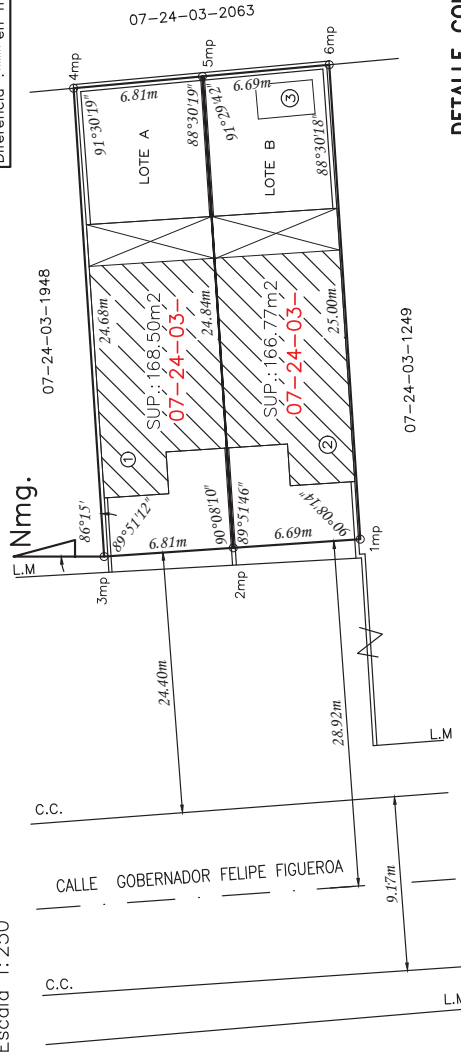 07-24-03-2063
4mp
5mp
6mp
6.81m
6.69m
91°30'19"
88°30'19"
91°29'42"
88°30'18"
LOTE A
LOTE B
3
07-24-03-1948
24.68m
SUP.:168.50m2
07-24-03-
24.84m
SUP.:166.77m2
07-24-03-
25.00m
07-24-03-1249
1
2
Nmg.
86°15'
89°51'12"
L.M
6.81m
90°08'10"
89°51'46"
6.69m
90°08'14"
3mp
2mp
1mp
24.40m
28.92m
L.M
C.C.
CALLE GOBERNADOR FELIPE FIGUEROA
9.17m
C.C.
L.M
Escala 1:250